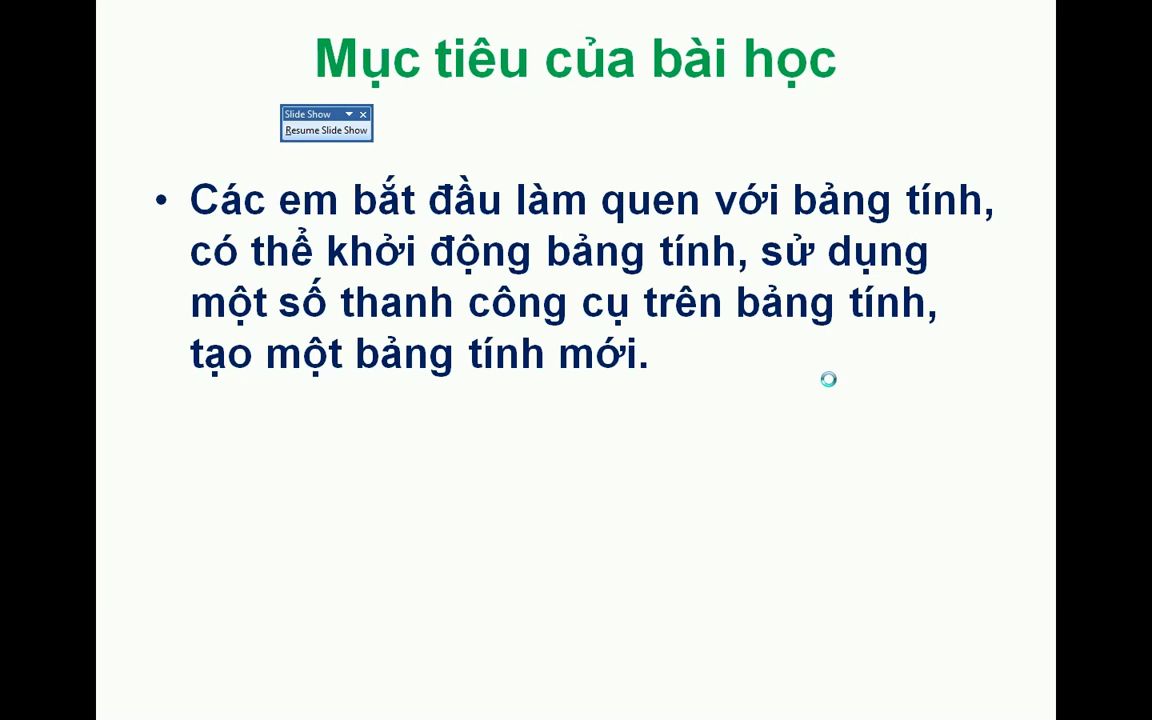 Mục tiêu của bài học
Slide Show
Resume Slide Show
• Các em bắt đầu làm quen với bảng tính,
có thể khởi động bảng tính, sử dụng
một số thanh công cụ trên bảng tính,
tạo một bảng tính mới.